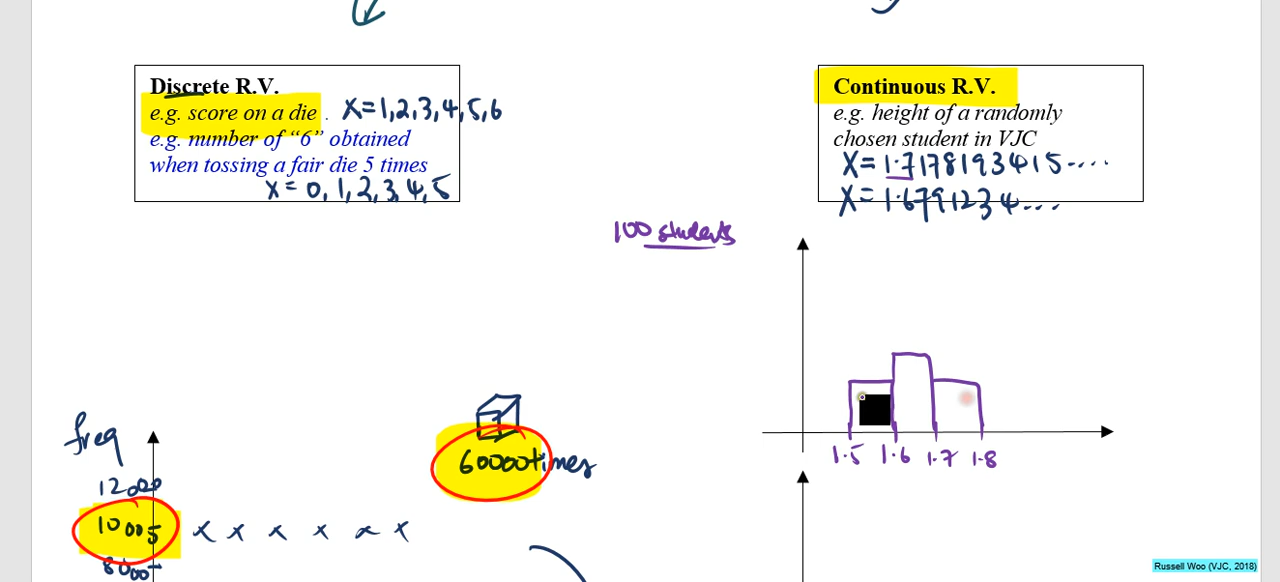 Discrete R.V.
e.g. score on a die . X=1,2,3,4,5,6
e.g. number of “6” obtained
when tossing a fair die 5 times
X= 0,1,2,3,4,5
Continuous R.V.
e.g. height of a randomly
chosen student in VJC
X=1.7178193415....
X=1.6791234...
100 students
1.5 1.6 1.7 1.8
freq
60000times
12000
10005
x x x x x x
8000
Russell Woo (VJC, 2018)